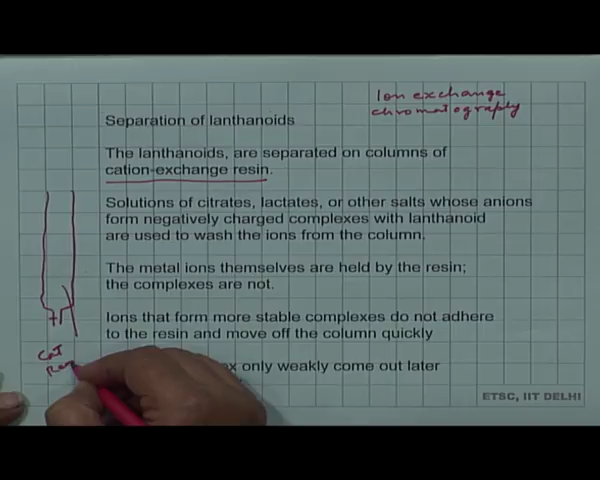 Ion exchange
chromatography
Separation of lanthanoids
The lanthanoids, are separated on columns of
cation-exchange resin.
Solutions of citrates, lactates, or other salts whose anions
form negatively charged complexes with lanthanoid
are used to wash the ions from the column.
The metal ions themselves are held by the resin;
the complexes are not.
Ions that form more stable complexes do not adhere
to the resin and move off the column quickly
Cat
only weakly come out later
ETSC, IIT DELHI